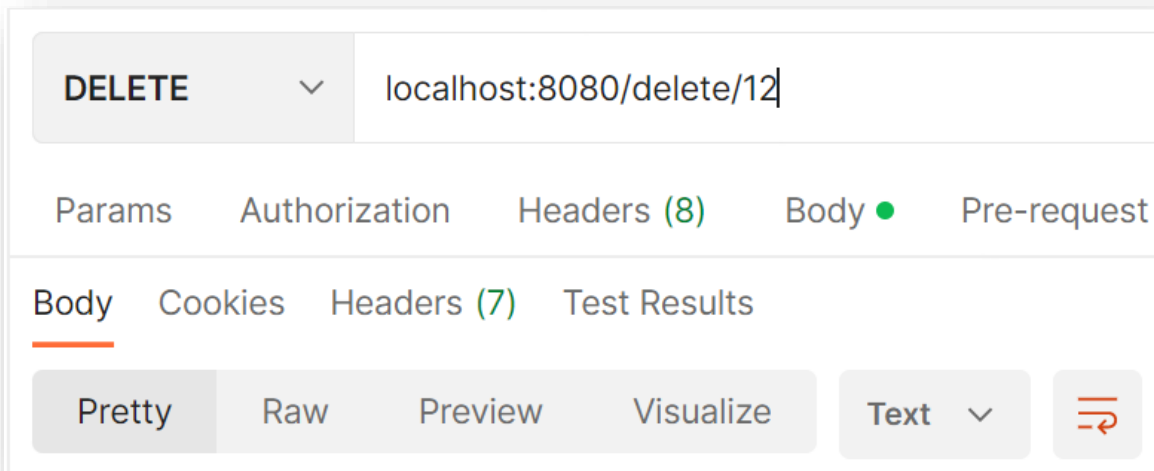 DELETE localhost:8080/delete/12
Params Authorization Headers (8) Body Pre-request
Body Cookies Headers (7) Test Results
Pretty Raw Preview Visualize Text